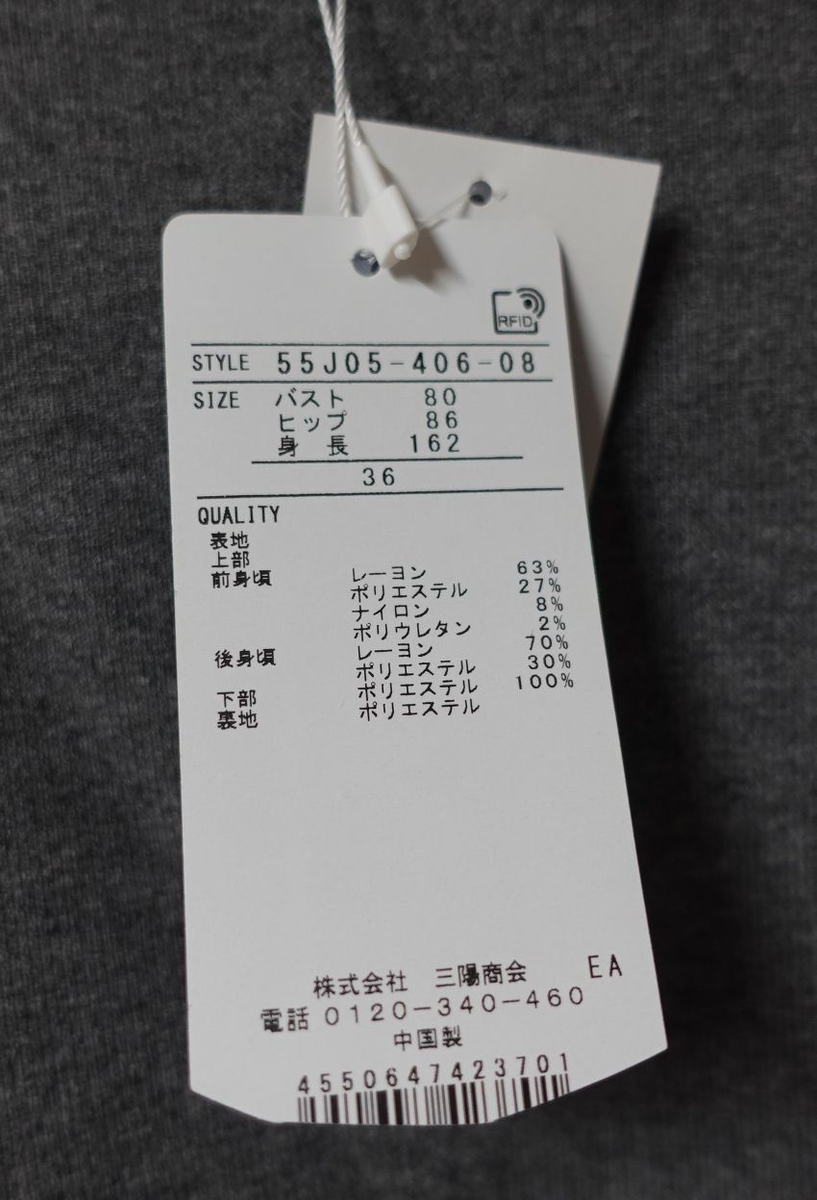 RFID
STYLE 55J05-406-08
SIZE バスト 80
ヒップ 86
身 長 162
36
QUALITY
表地
上部
前身頃 レーヨン 63%
ポリエステル 27%
ナイロン 8%
ポリウレタン 2%
後身頃 レーヨン 70%
ポリエステル 30%
下部 ポリエステル 100%
裏地 ポリエステル
株式会社 三陽商会 EA
電話 0120-340-460
中国製
4550647423701